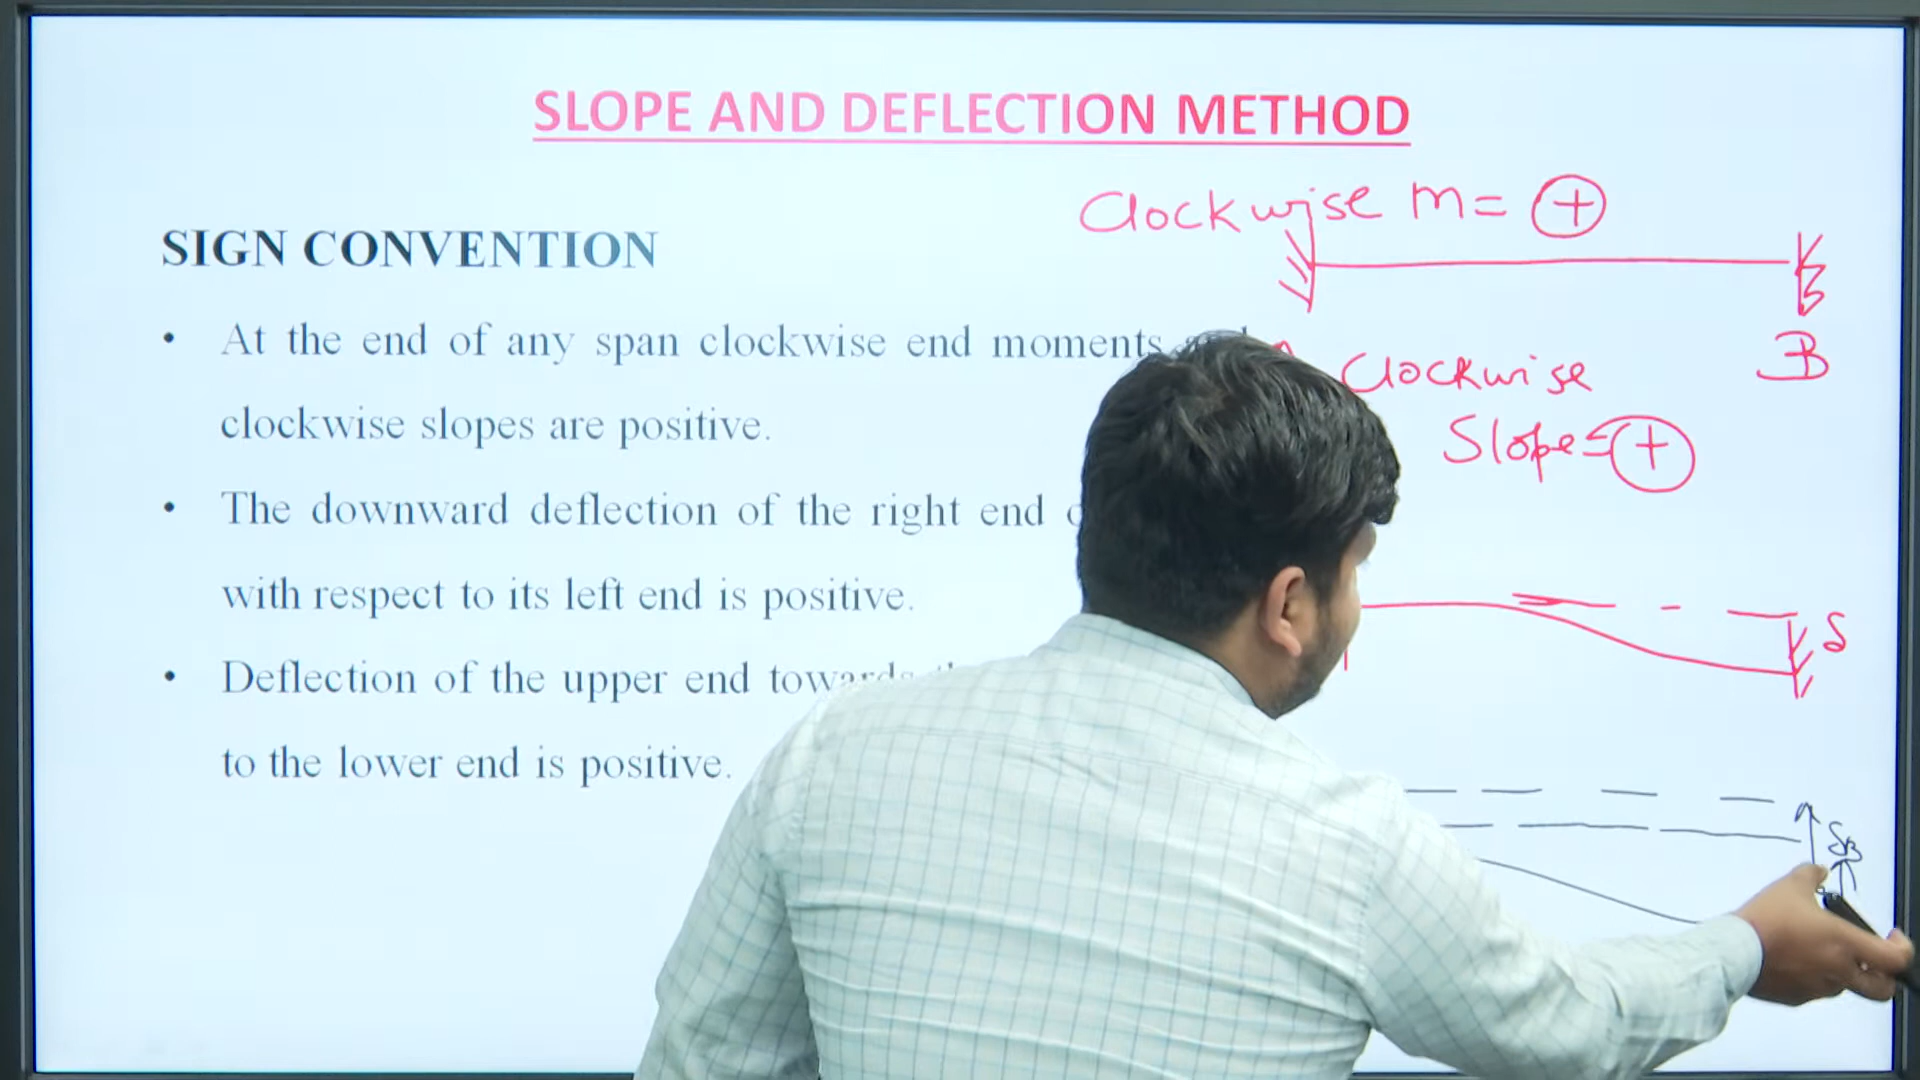 SLOPE AND DEFLECTION METHOD
Clockwise M = +
SIGN CONVENTION
• At the end of any span clockwise end moments
clockwise slopes are positive.
B
Clockwise
Slope = +
• The downward deflection of the right end
with respect to its left end is positive.
δ
• Deflection of the upper end towards
to the lower end is positive.
δB